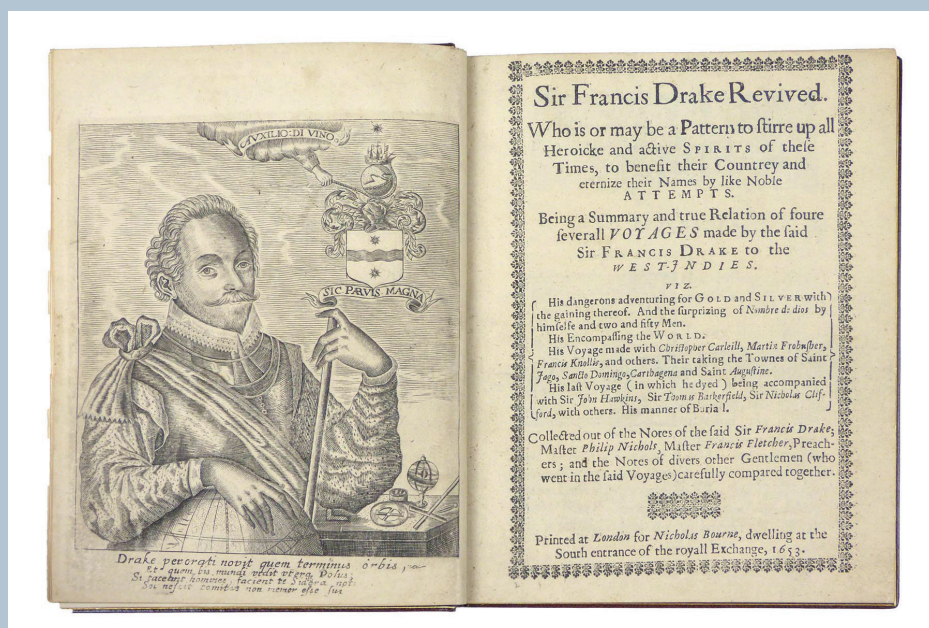 AVXILIO: DI VINO
SIC PARVIS MAGNA
Drake peror
novit quem terminus orbis,
Et quem bis mundi vidit vterq Polus;
Si taceant homines, facient te Sidera
Sol nescit comitis non memor esse sui
Sir Francis Drake Revived.
Who is or may be a Pattern to ſtirre up all
Heroicke and active SPIRITS of theſe
Times, to benefit their Countrey and
eternize their Names by like Noble
ATTEMPTS.
Being a Summary and true Relation of foure
ſeverall VOYAGES made by the ſaid
Sir FRANCIS DRAKE to the
WEST-INDIES.
VIZ.
His dangerous adventuring for GOLD and SILVER with
the gaining thereof. And the ſurprizing of Nombre de dios by
himſelfe and two and fifty Men.
His Encompaſſing the WORLD.
His Voyage made with Chriſtopher Carleill, Martin Frobuſher,
Francis Knollis, and others. Their taking the Townes of Saint
Jago, Sancto Domingo, Carthagena and Saint Auguſtine.
His laſt Voyage (in which he dyed) being accompanied
with Sir John Hawkins, Sir Thomas Baskerfield, Sir Nicholas Clif-
ford, with others. His manner of Buriall.
Collected out of the Notes of the ſaid Sir Francis Drake;
Maſter Philip Nichols, Maſter Francis Fletcher, Preach-
ers; and the Notes of divers other Gentlemen (who
went in the ſaid Voyages) carefully compared together.
Printed at London for Nicholas Bourne, dwelling at the
South entrance of the royall Exchange, 1653.